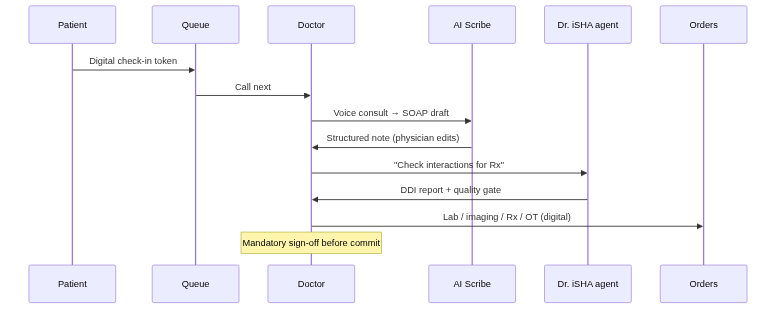 Patient
Queue
Doctor
AI Scribe
Dr. iSHA agent
Orders
Digital check-in token
Call next
Voice consult → SOAP draft
Structured note (physician edits)
"Check interactions for Rx"
DDI report + quality gate
Lab / imaging / Rx / OT (digital)
Mandatory sign-off before commit
Patient
Queue
Doctor
AI Scribe
Dr. iSHA agent
Orders